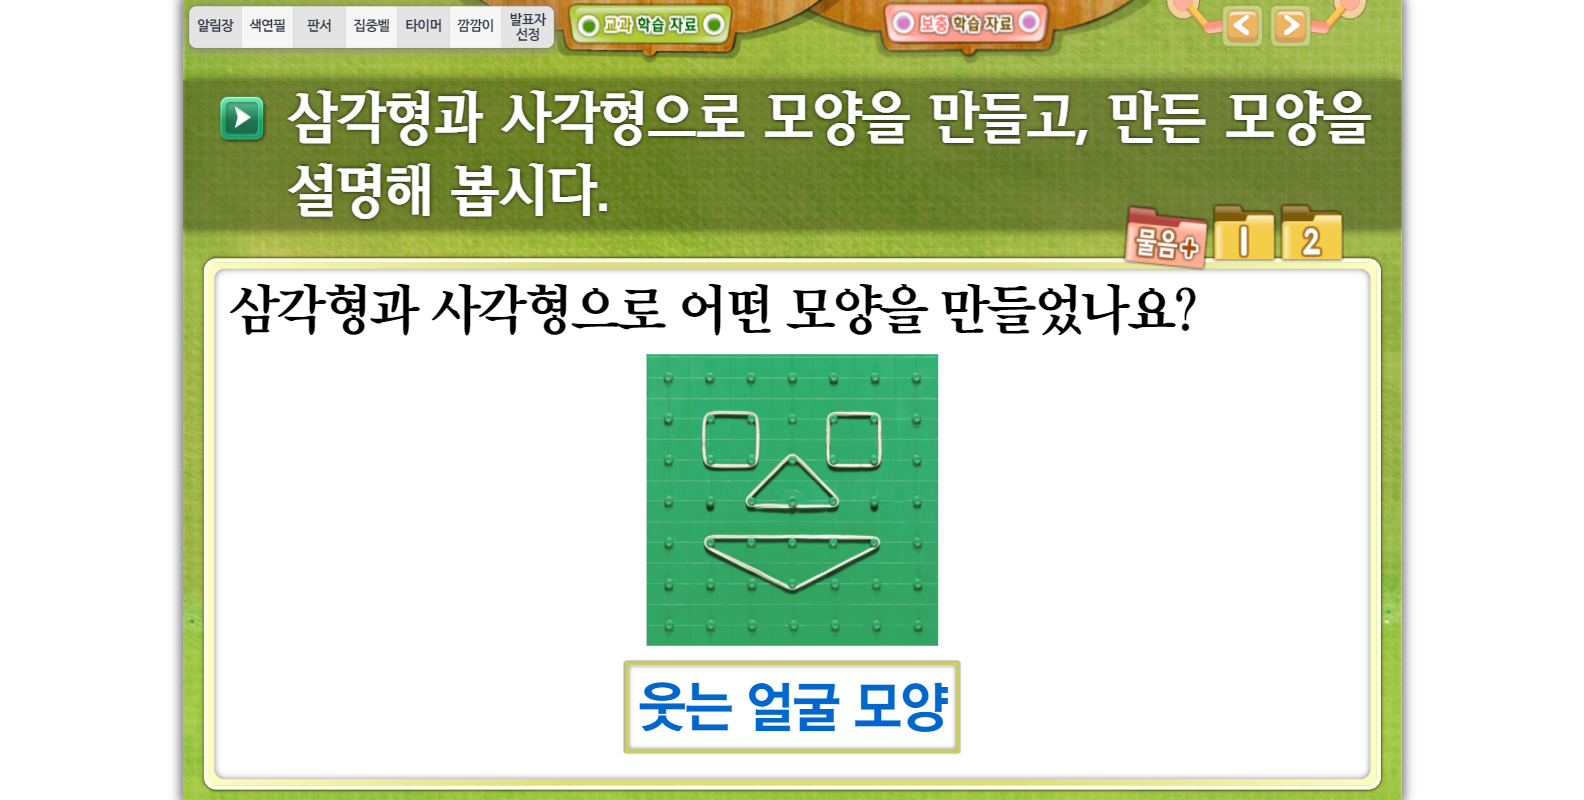 알림장 색연필 판서 집중벨 타이머 깜깜이 발표자 선정
교과 학습 자료
보충 학습 자료
삼각형과 사각형으로 모양을 만들고, 만든 모양을
설명해 봅시다.
물음+ 1 2
삼각형과 사각형으로 어떤 모양을 만들었나요?
웃는 얼굴 모양